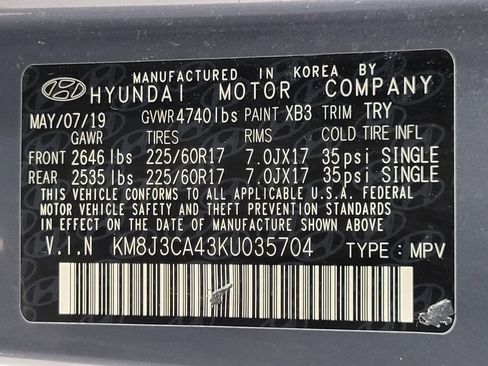 MANUFACTURED IN KOREA BY
HYUNDAI MOTOR COMPANY
MAY/07/19 GVWR4740lbs PAINT XB3 TRIM TRY
GAWR TIRES RIMS COLD TIRE INFL
FRONT 2646 lbs 225/60R17 7.0JX17 35psi SINGLE
REAR 2535 lbs 225/60R17 7.0JX17 35psi SINGLE
THIS VEHICLE CONFORMS TO ALL APPLICABLE U.S.A. FEDERAL
MOTOR VEHICLE SAFETY AND THEFT PREVENTION STANDARDS
IN EFFECT ON THE DATE OF MANUFACTURE SHOWN ABOVE.
V.I.N KM8J3CA43KU035704 TYPE : MPV